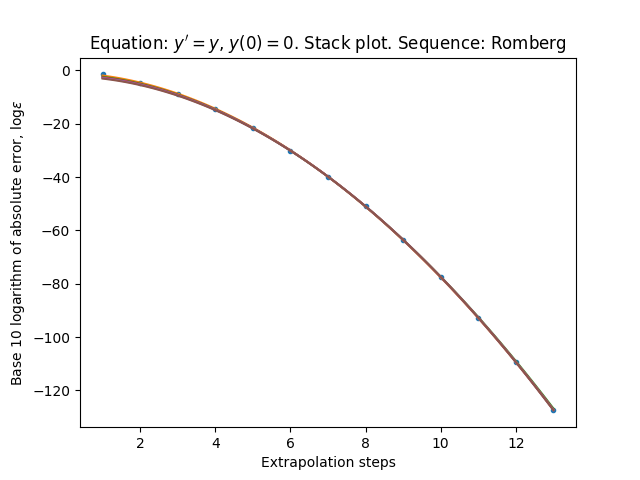 Equation: y′ = y, y(0) = 0. Stack plot. Sequence: Romberg
0
−20
−40
−60
−80
−100
−120
Base 10 logarithm of absolute error, logε
2 4 6 8 10 12
Extrapolation steps